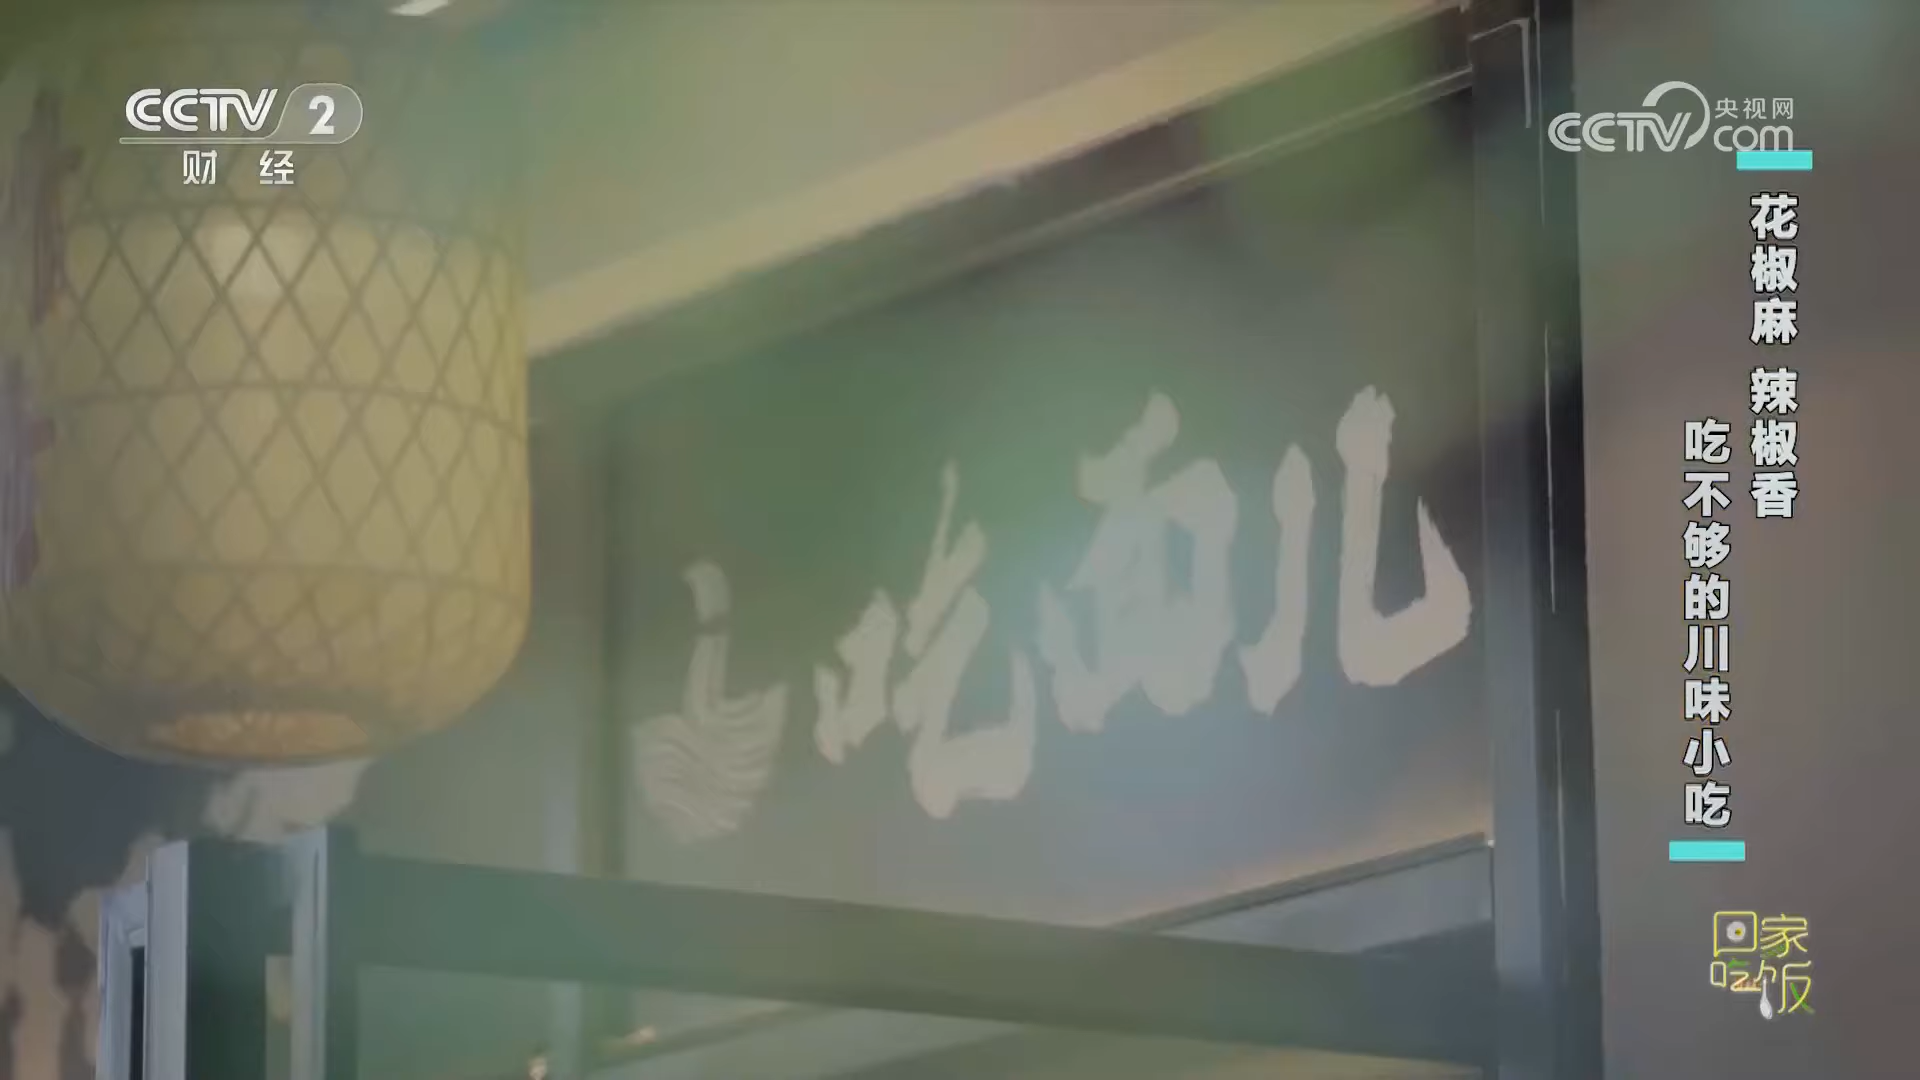 CCTV 2
财经
央视网
CCTV com
花椒麻 辣椒香
吃不够的川味小吃
吃面儿
回家吃饭